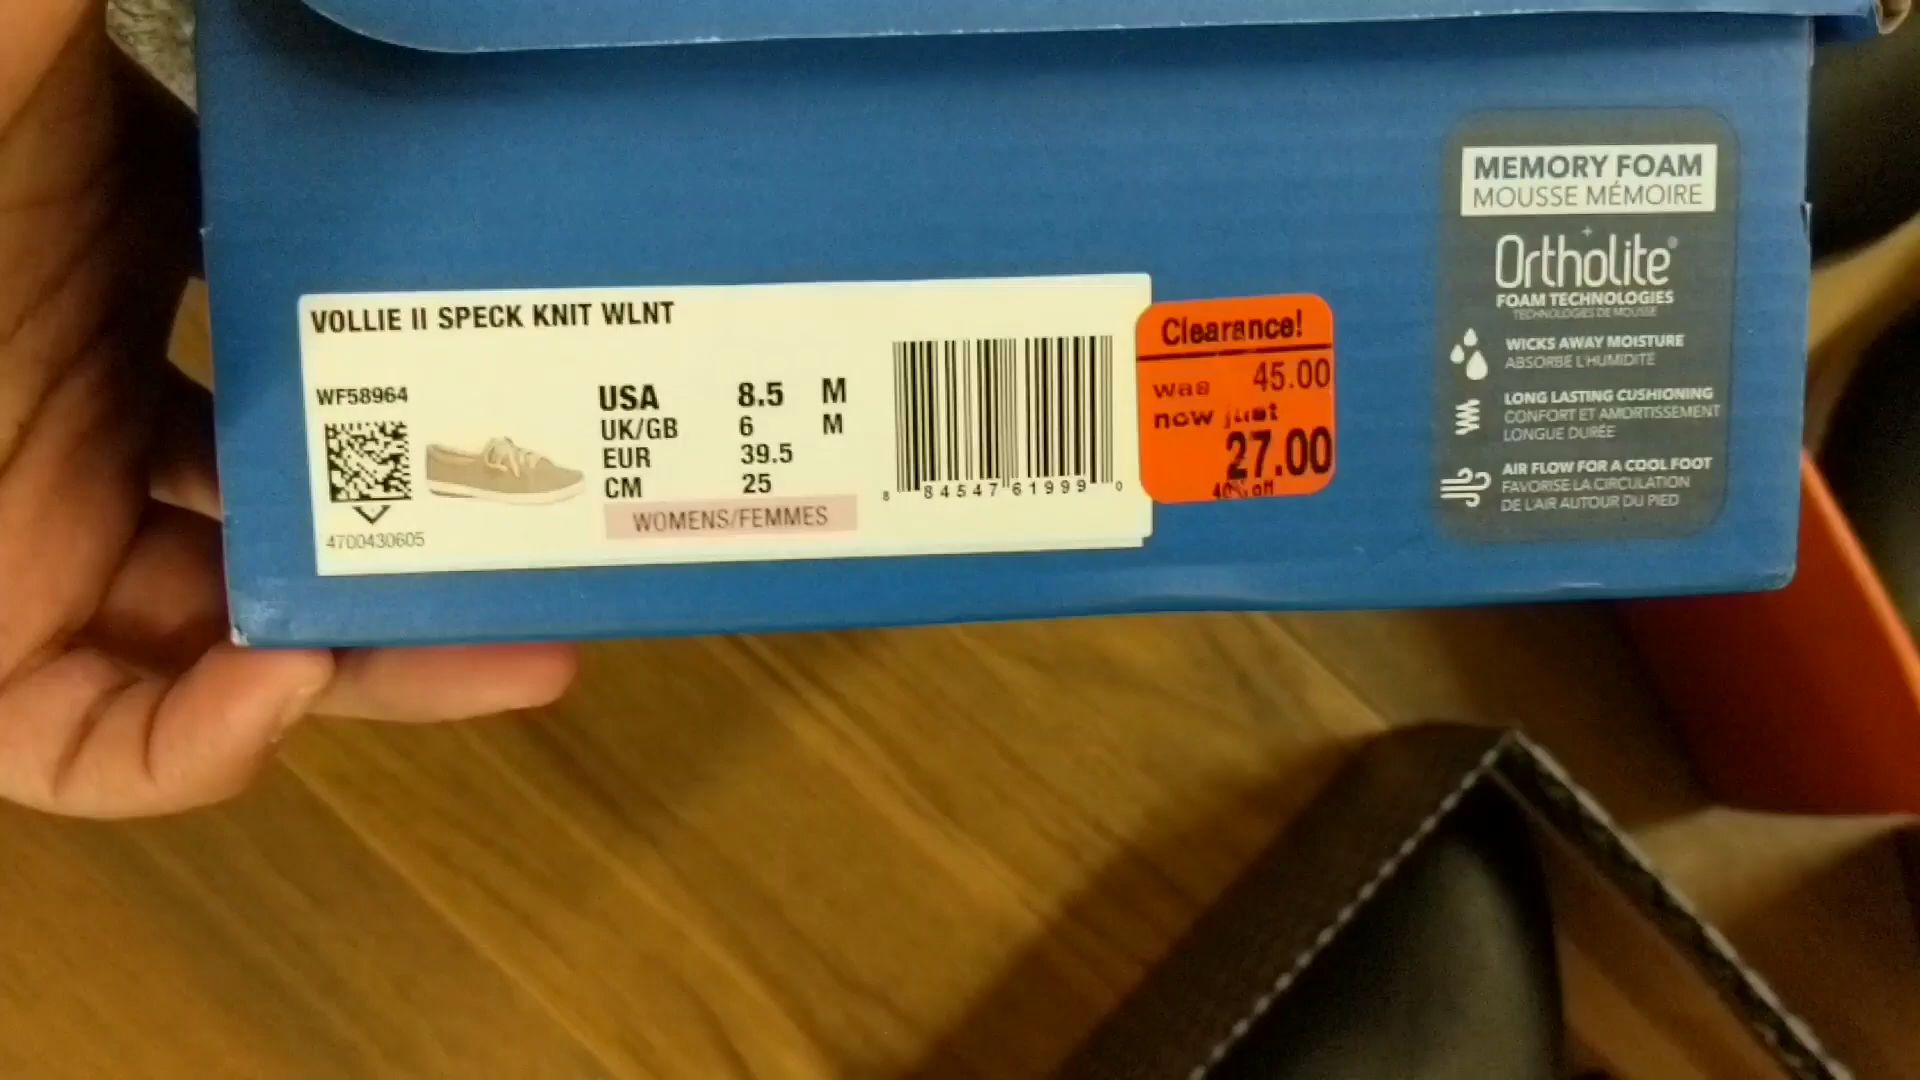 VOLLIE II SPECK KNIT WLNT
WF58964
4700430605
USA 8.5 M
UK/GB 6 M
EUR 39.5
CM 25
WOMENS/FEMMES
8 84547 61999 0
Clearance!
was 45.00
now just
27.00
40% off
MEMORY FOAM
MOUSSE MÉMOIRE
+
Ortholite®
FOAM TECHNOLOGIES
TECHNOLOGIES DE MOUSSE
WICKS AWAY MOISTURE
ABSORBE L'HUMIDITÉ
LONG LASTING CUSHIONING
CONFORT ET AMORTISSEMENT
LONGUE DURÉE
AIR FLOW FOR A COOL FOOT
FAVORISE LA CIRCULATION
DE L'AIR AUTOUR DU PIED